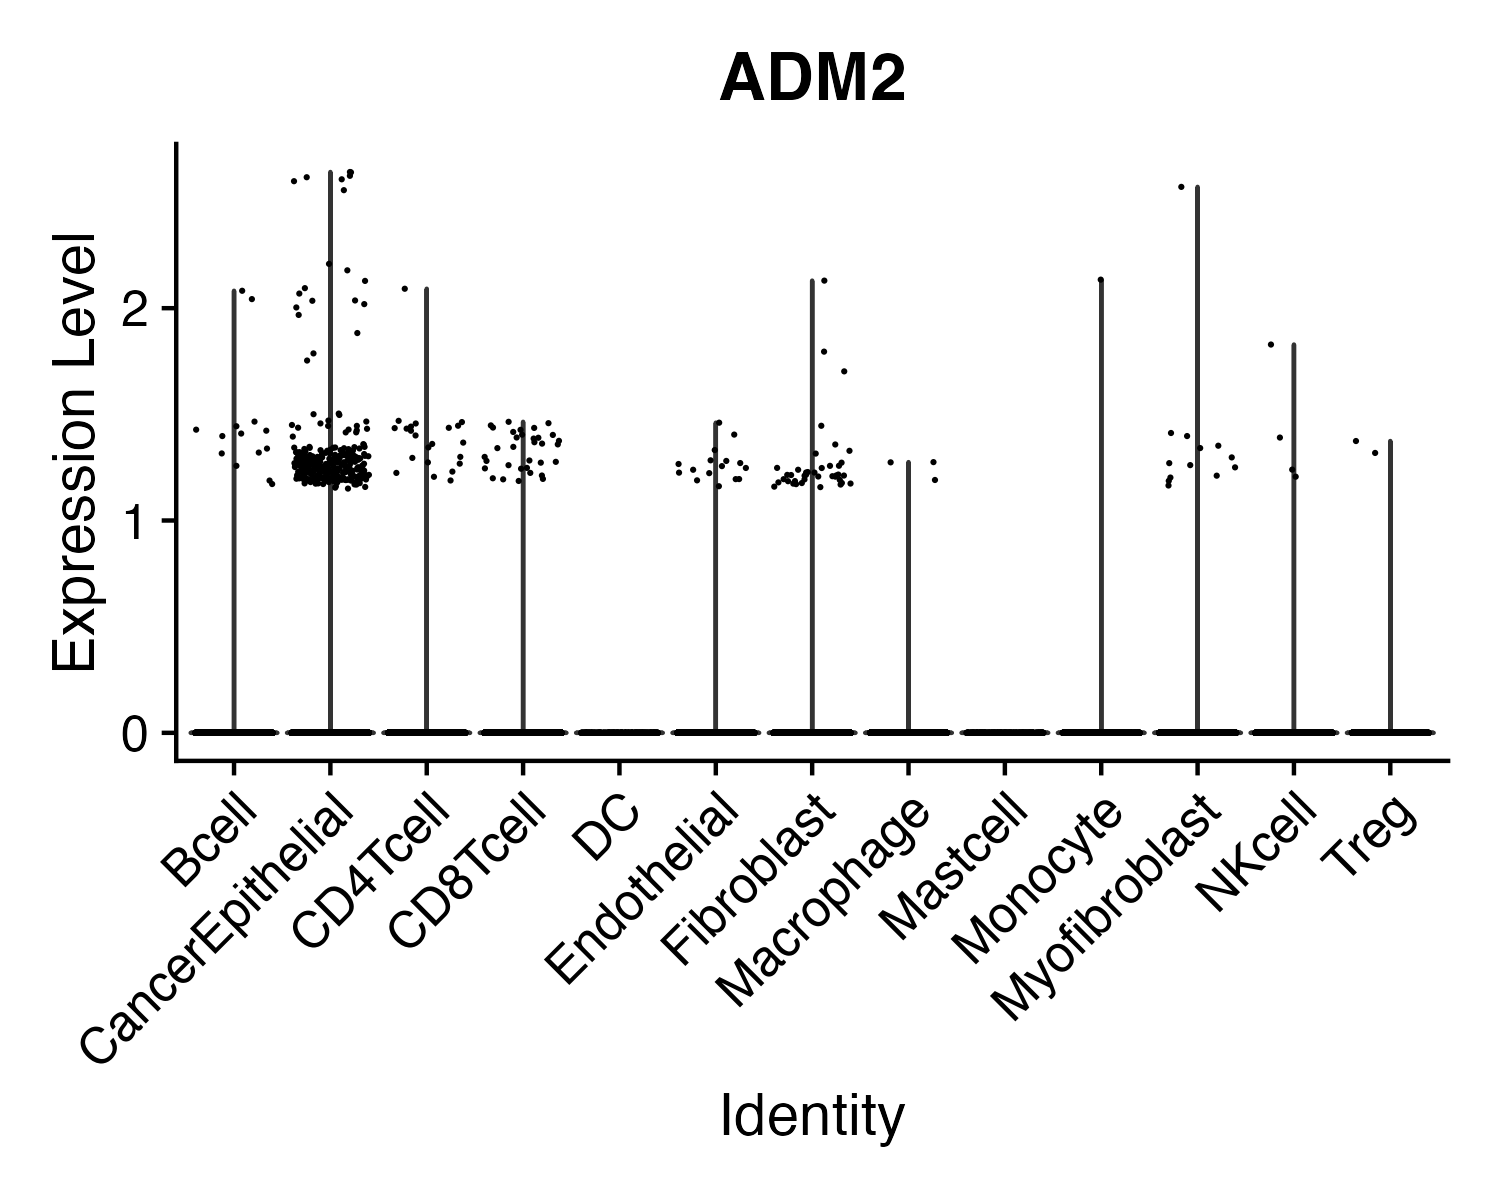 ADM2
Expression Level
2
1
0
Bcell
CancerEpithelial
CD4Tcell
CD8Tcell
DC
Endothelial
Fibroblast
Macrophage
Mastcell
Monocyte
Myofibroblast
NKcell
Treg
Identity